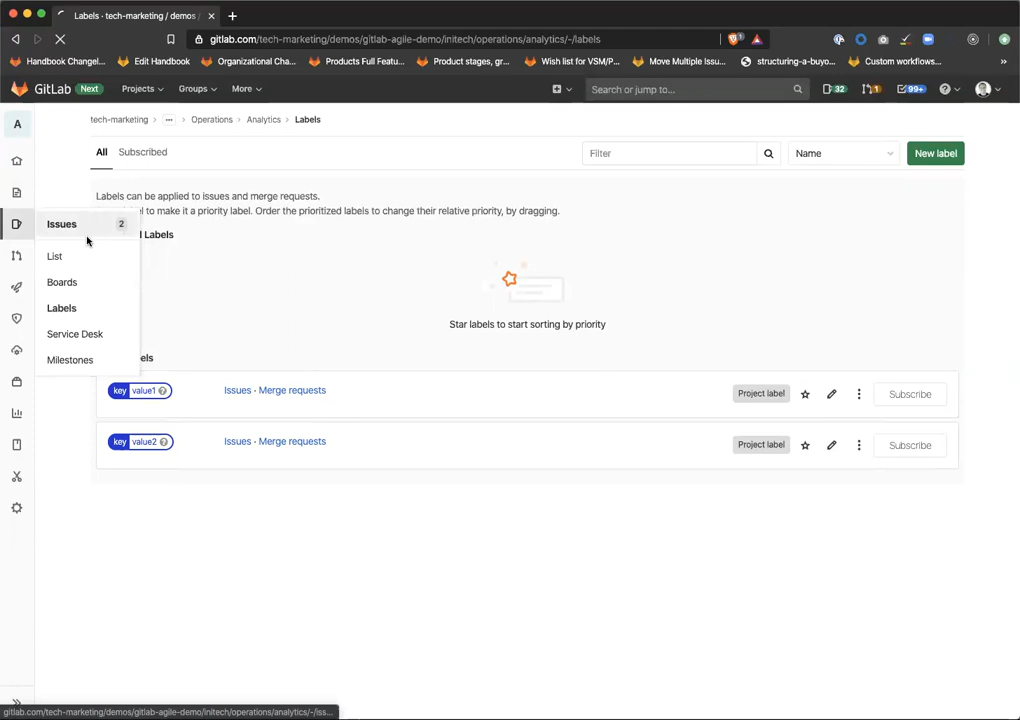 Labels · tech-marketing / demos
gitlab.com/tech-marketing/demos/gitlab-agile-demo/initech/operations/analytics/-/labels
Handbook Changel... Edit Handbook Organizational Cha... Products Full Featu... Product stages, gr... Wish list for VSM/P... Move Multiple Issu... structuring-a-buyo... Custom workflows... »
GitLab Next Projects Groups More Search or jump to... 32 1 99+
tech-marketing > ... > Operations > Analytics > Labels
A
All Subscribed Filter Name New label
Labels can be applied to issues and merge requests.
l to make it a priority label. Order the prioritized labels to change their relative priority, by dragging.
Issues 2
l Labels
List
Boards
Labels
Star labels to start sorting by priority
Service Desk
Milestones
els
key value1 Issues · Merge requests Project label Subscribe
key value2 Issues · Merge requests Project label Subscribe
gitlab.com/tech-marketing/demos/gitlab-agile-demo/initech/operations/analytics/-/iss...